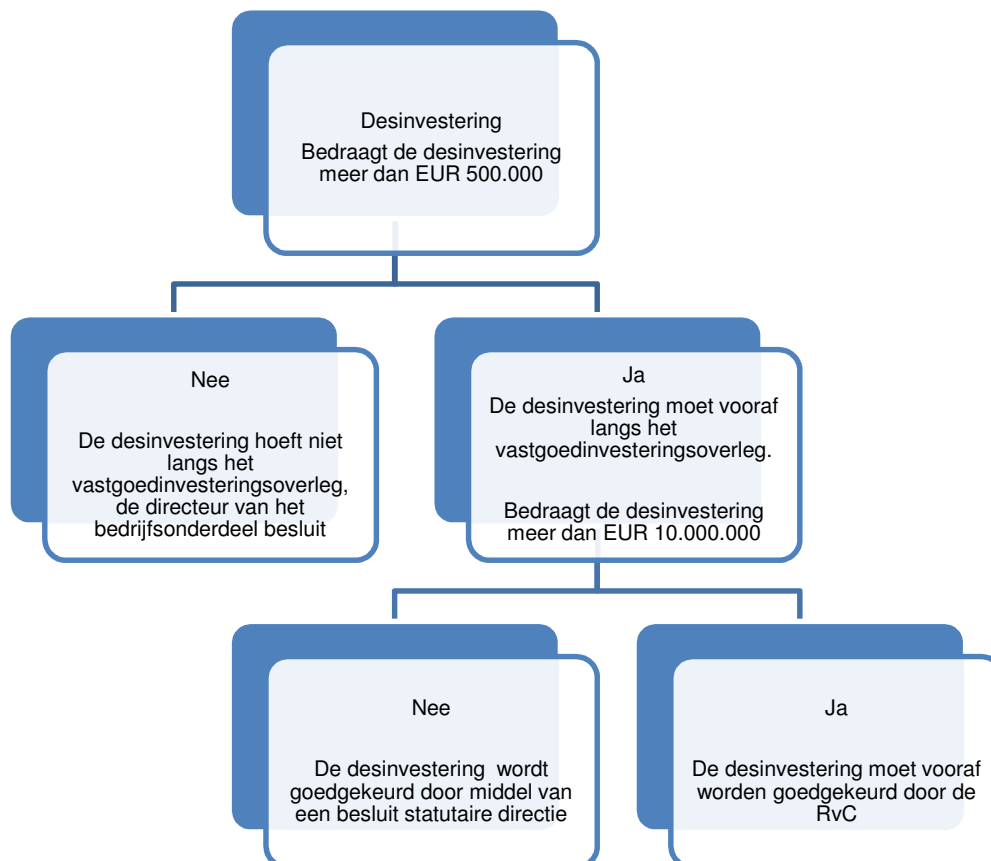 Desinvestering
Bedraagt de desinvestering
meer dan EUR 500.000
Nee
De desinvestering hoeft niet
langs het
vastgoedinvesteringsoverleg,
de directeur van het
bedrijfsonderdeel besluit
Ja
De desinvestering moet vooraf
langs het
vastgoedinvesteringsoverleg.
Bedraagt de desinvestering
meer dan EUR 10.000.000
Nee
De desinvestering wordt
goedgekeurd door middel van
een besluit statutaire directie
Ja
De desinvestering moet vooraf
worden goedgekeurd door de
RvC